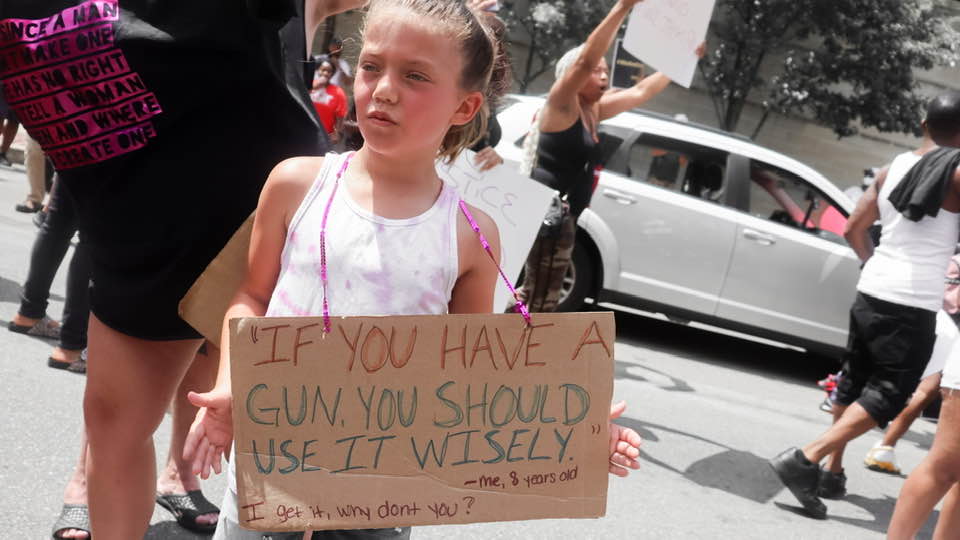 SINCE A MAN
MAKE ONE
HAS NO RIGHT
TELL A WOMAN
AND WHERE
CREATE ONE
"IF YOU HAVE A
GUN, YOU SHOULD
USE IT WISELY."
-me, 8 years old
I get it, why dont you?